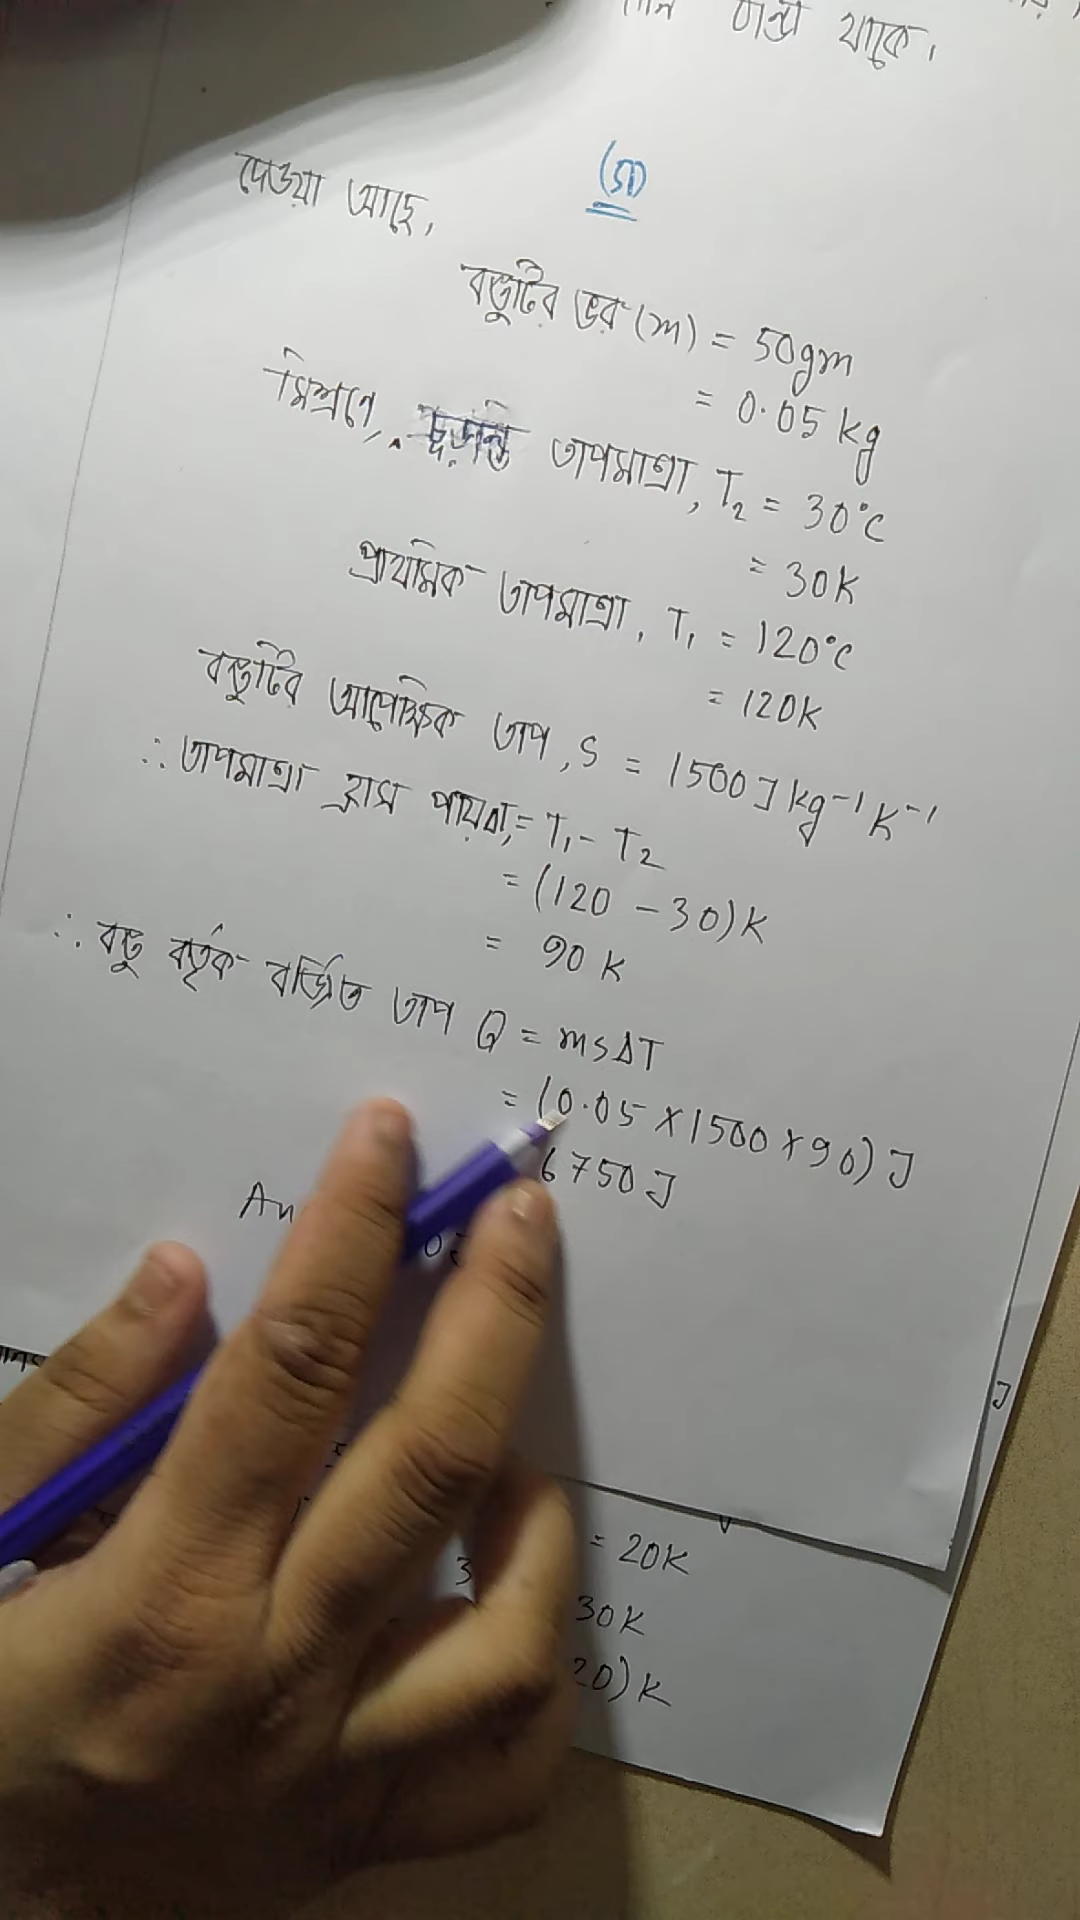 ঠান্ডা থাকে।
(গ)
দেওয়া আছে,
বস্তুটির ভর (m) = 50gm
= 0.05 kg
মিশ্রণে, চূড়ান্ত তাপমাত্রা, T₂ = 30°C
= 30K
প্রাথমিক তাপমাত্রা, T₁ = 120°C
= 120K
বস্তুটির আপেক্ষিক তাপ, S = 1500 J kg⁻¹ K⁻¹
∴ তাপমাত্রা হ্রাস পায়, = T₁ - T₂
= (120 - 30)K
= 90 K
∴ বস্তু কর্তৃক বর্জিত তাপ Q = msΔT
= (0.05 × 1500 × 90) J
6750 J
An
0J
J
= 20K
30K
20) K